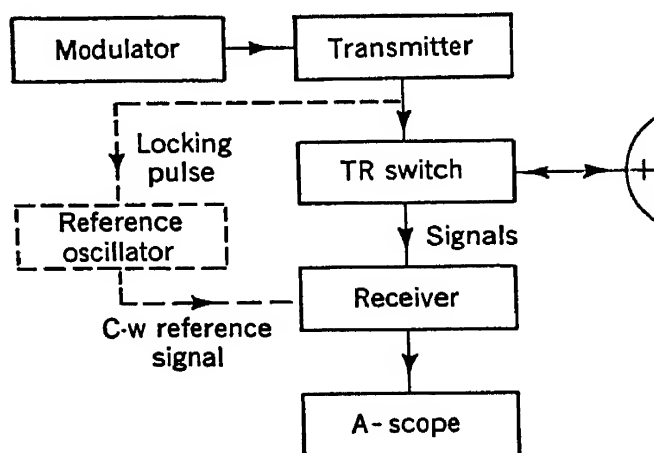 Modulator
Transmitter
Locking
pulse
TR switch
Reference
oscillator
Signals
Receiver
C-w reference
signal
A-scope